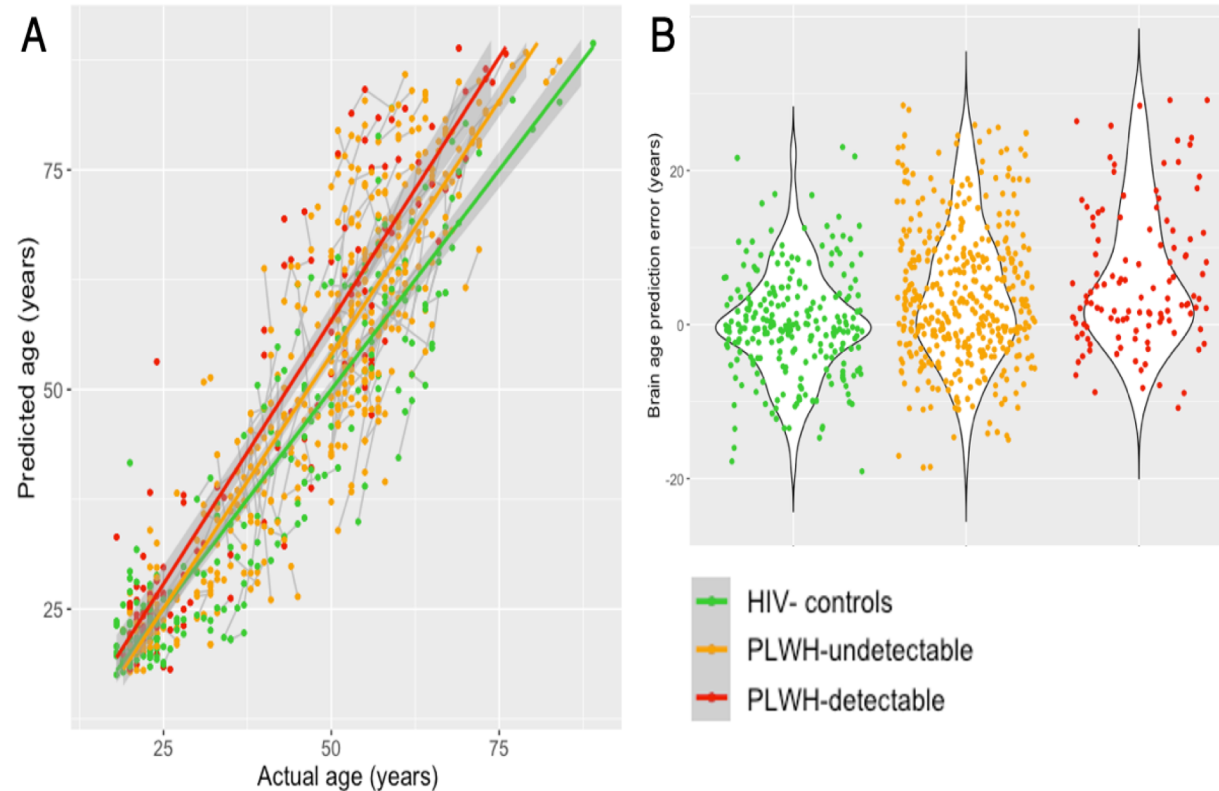 A
Predicted age (years)
75
50
25
25 50 75
Actual age (years)
B
Brain age prediction error (years)
20
0
-20
HIV- controls
PLWH-undetectable
PLWH-detectable